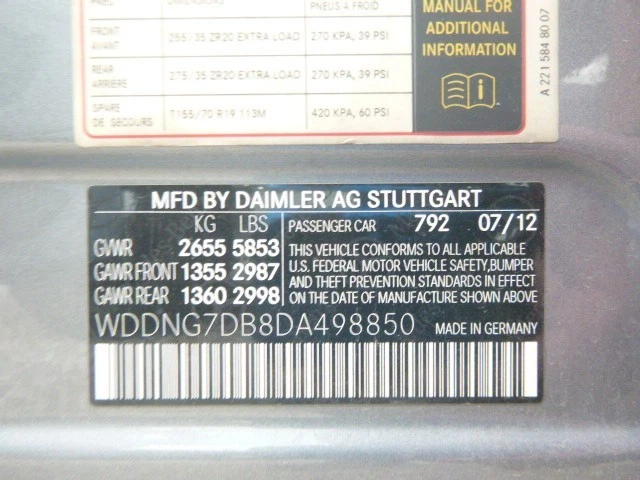 PNEUS A FROID
FRONT AVANT 255/35 ZR20 EXTRA LOAD 270 KPA, 39 PSI
REAR ARRIERE 275/35 ZR20 EXTRA LOAD 270 KPA, 39 PSI
SPARE DE SECOURS T155/70 R19 113M 420 KPA, 60 PSI
MANUAL FOR
ADDITIONAL
INFORMATION
A 221 584 80 07
MFD BY DAIMLER AG STUTTGART
KG LBS
GVWR 2655 5853
GAWR FRONT 1355 2987
GAWR REAR 1360 2998
PASSENGER CAR 792 07/12
THIS VEHICLE CONFORMS TO ALL APPLICABLE
U.S. FEDERAL MOTOR VEHICLE SAFETY,BUMPER
AND THEFT PREVENTION STANDARDS IN EFFECT
ON THE DATE OF MANUFACTURE SHOWN ABOVE.
WDDNG7DB8DA498850 MADE IN GERMANY